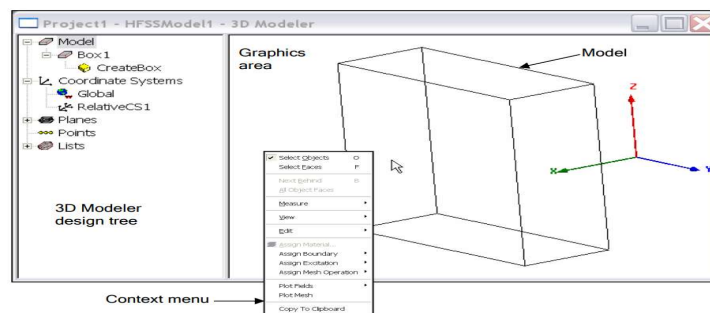 Project1 - HFSSModel1 - 3D Modeler
Model
Box1
CreateBox
Coordinate Systems
Global
RelativeCS1
Planes
Points
Lists
3D Modeler
design tree
Graphics
area
Model
Z
X
Y
Select Objects O
Select Faces F
Next Behind B
All Object Faces
Measure
View
Edit
Assign Material...
Assign Boundary
Assign Excitation
Assign Mesh Operation
Plot Fields
Plot Mesh
Copy To Clipboard
Context menu